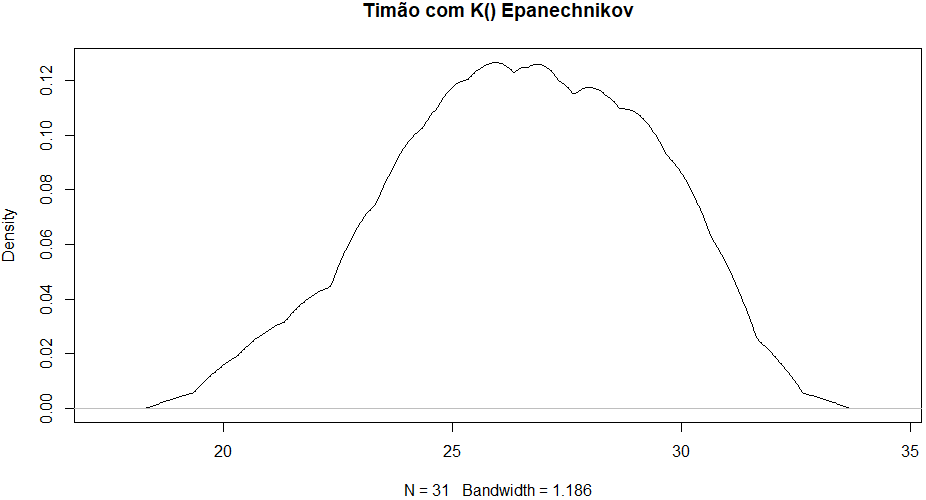 Timão com K() Epanechnikov
Density
0.12
0.10
0.08
0.06
0.04
0.02
0.00
20 25 30 35
N = 31 Bandwidth = 1.186